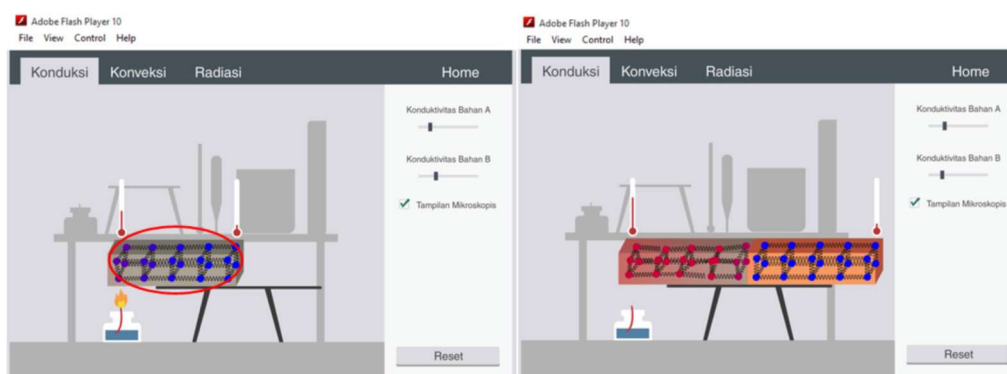 Adobe Flash Player 10
File View Control Help
Konduksi Konveksi Radiasi Home
Konduktivitas Bahan A
Konduktivitas Bahan B
Tampilan Mikroskopis
Reset
Adobe Flash Player 10
File View Control Help
Konduksi Konveksi Radiasi Home
Konduktivitas Bahan A
Konduktivitas Bahan B
Tampilan Mikroskopis
Reset